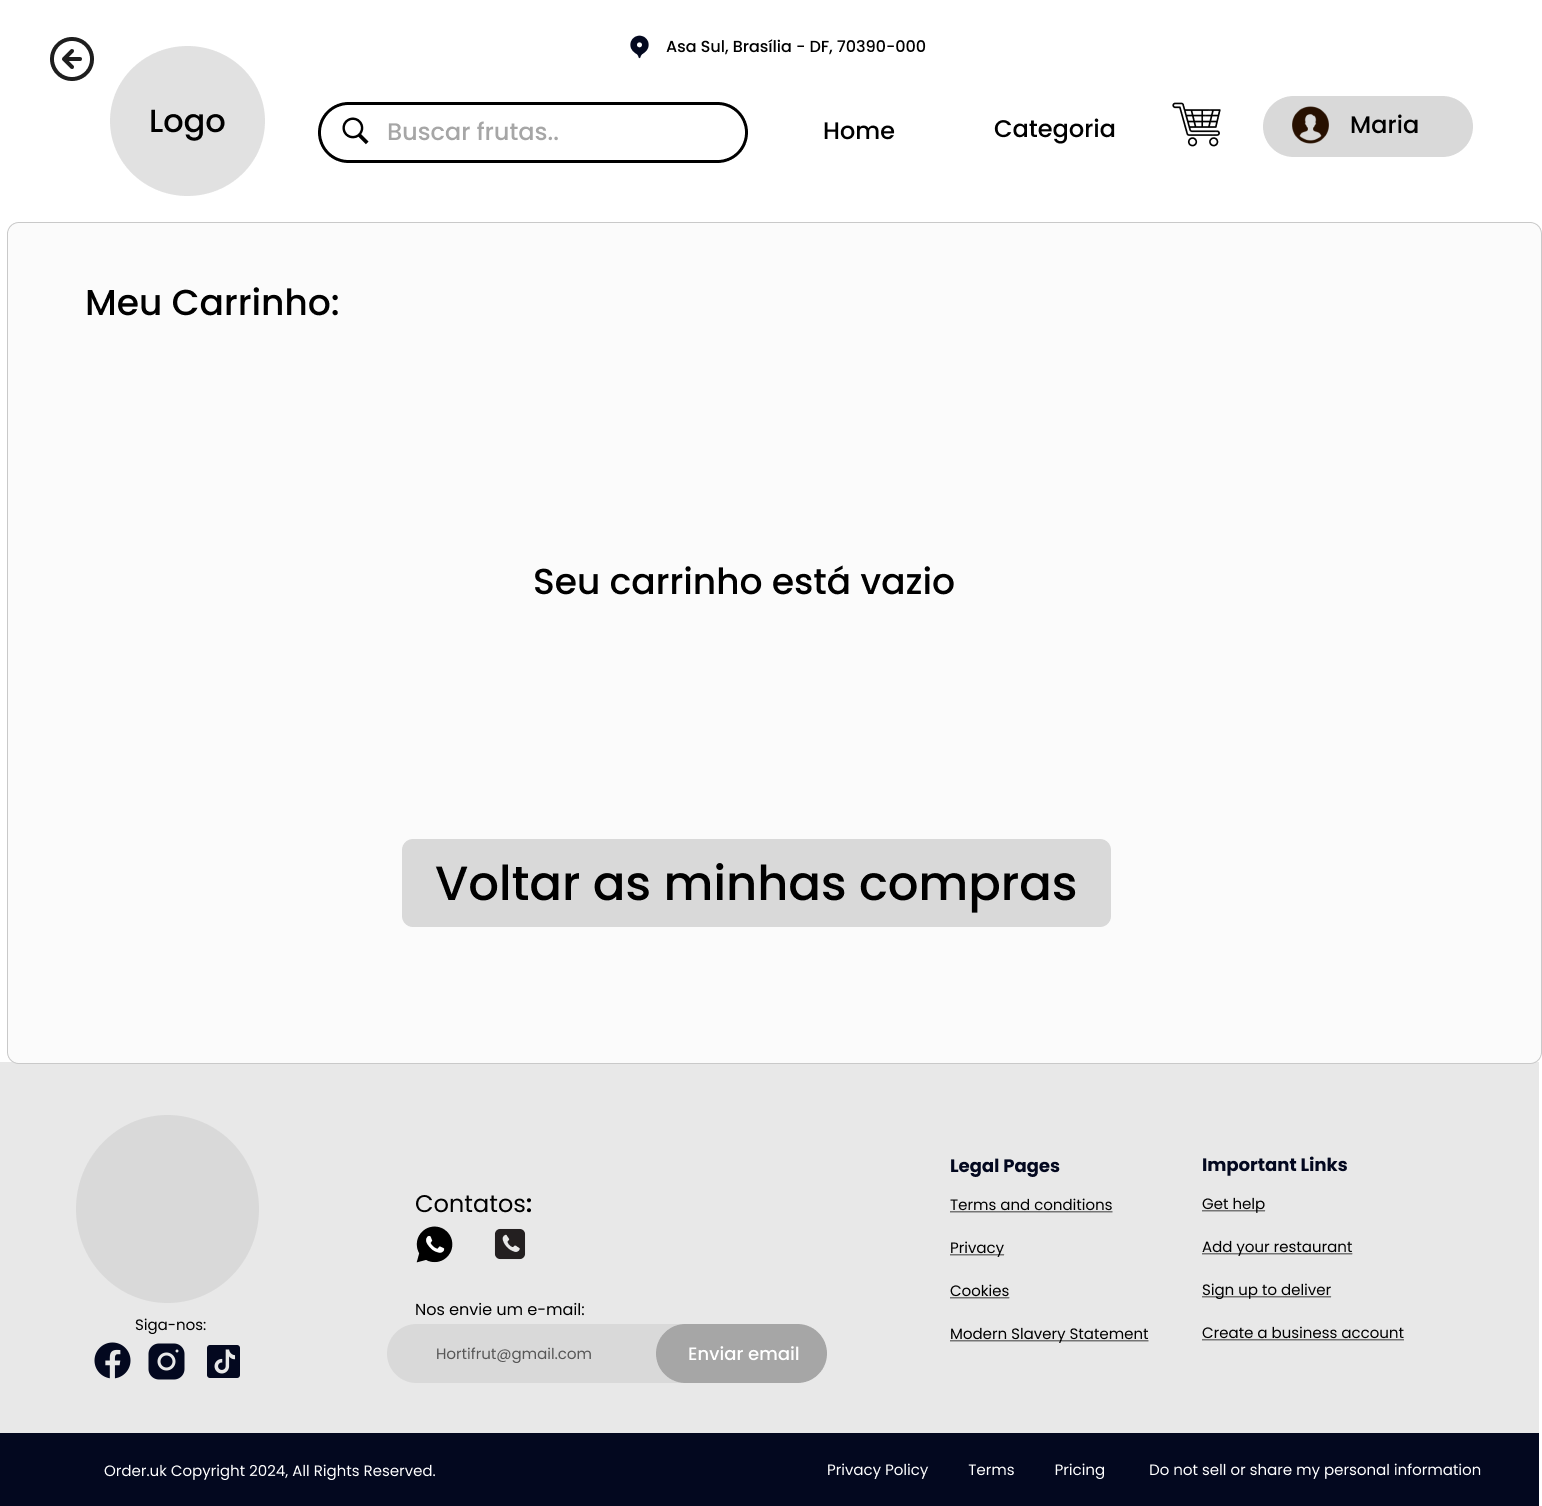 Asa Sul, Brasília - DF, 70390-000
Logo
Buscar frutas..
Home
Categoria
Maria
Meu Carrinho:
Seu carrinho está vazio
Voltar as minhas compras
Siga-nos:
Contatos:
Nos envie um e-mail:
Hortifrut@gmail.com
Enviar email
Legal Pages
Terms and conditions
Privacy
Cookies
Modern Slavery Statement
Important Links
Get help
Add your restaurant
Sign up to deliver
Create a business account
Order.uk Copyright 2024, All Rights Reserved.
Privacy Policy
Terms
Pricing
Do not sell or share my personal information